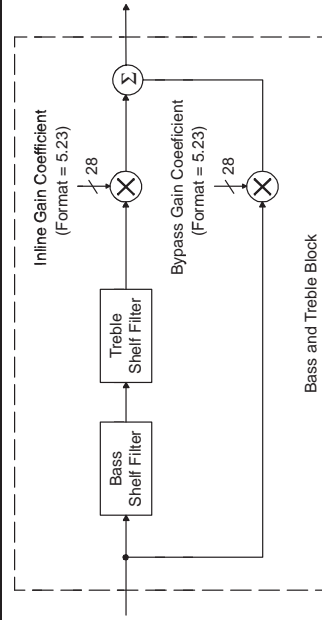 Bass
Shelf Filter
Treble
Shelf Filter
Inline Gain Coefficient
(Format = 5.23)
28
Σ
Bypass Gain Coeefficient
(Format = 5.23)
28
Bass and Treble Block